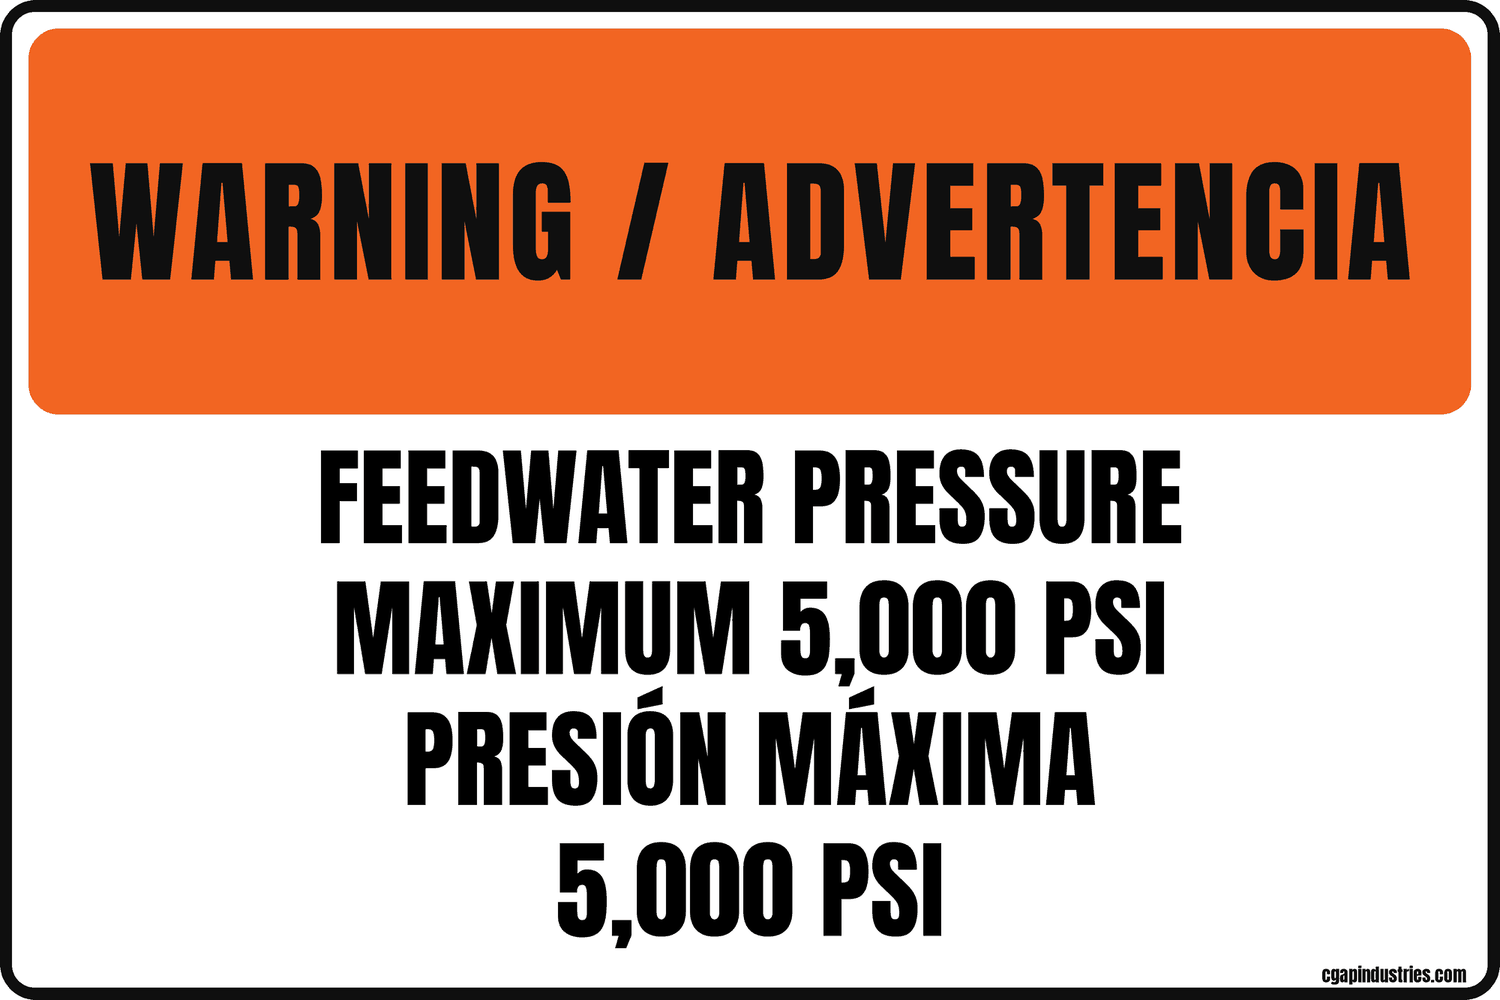 WARNING / ADVERTENCIA
FEEDWATER PRESSURE
MAXIMUM 5,000 PSI
PRESIÓN MÁXIMA
5,000 PSI
cgapindustries.com